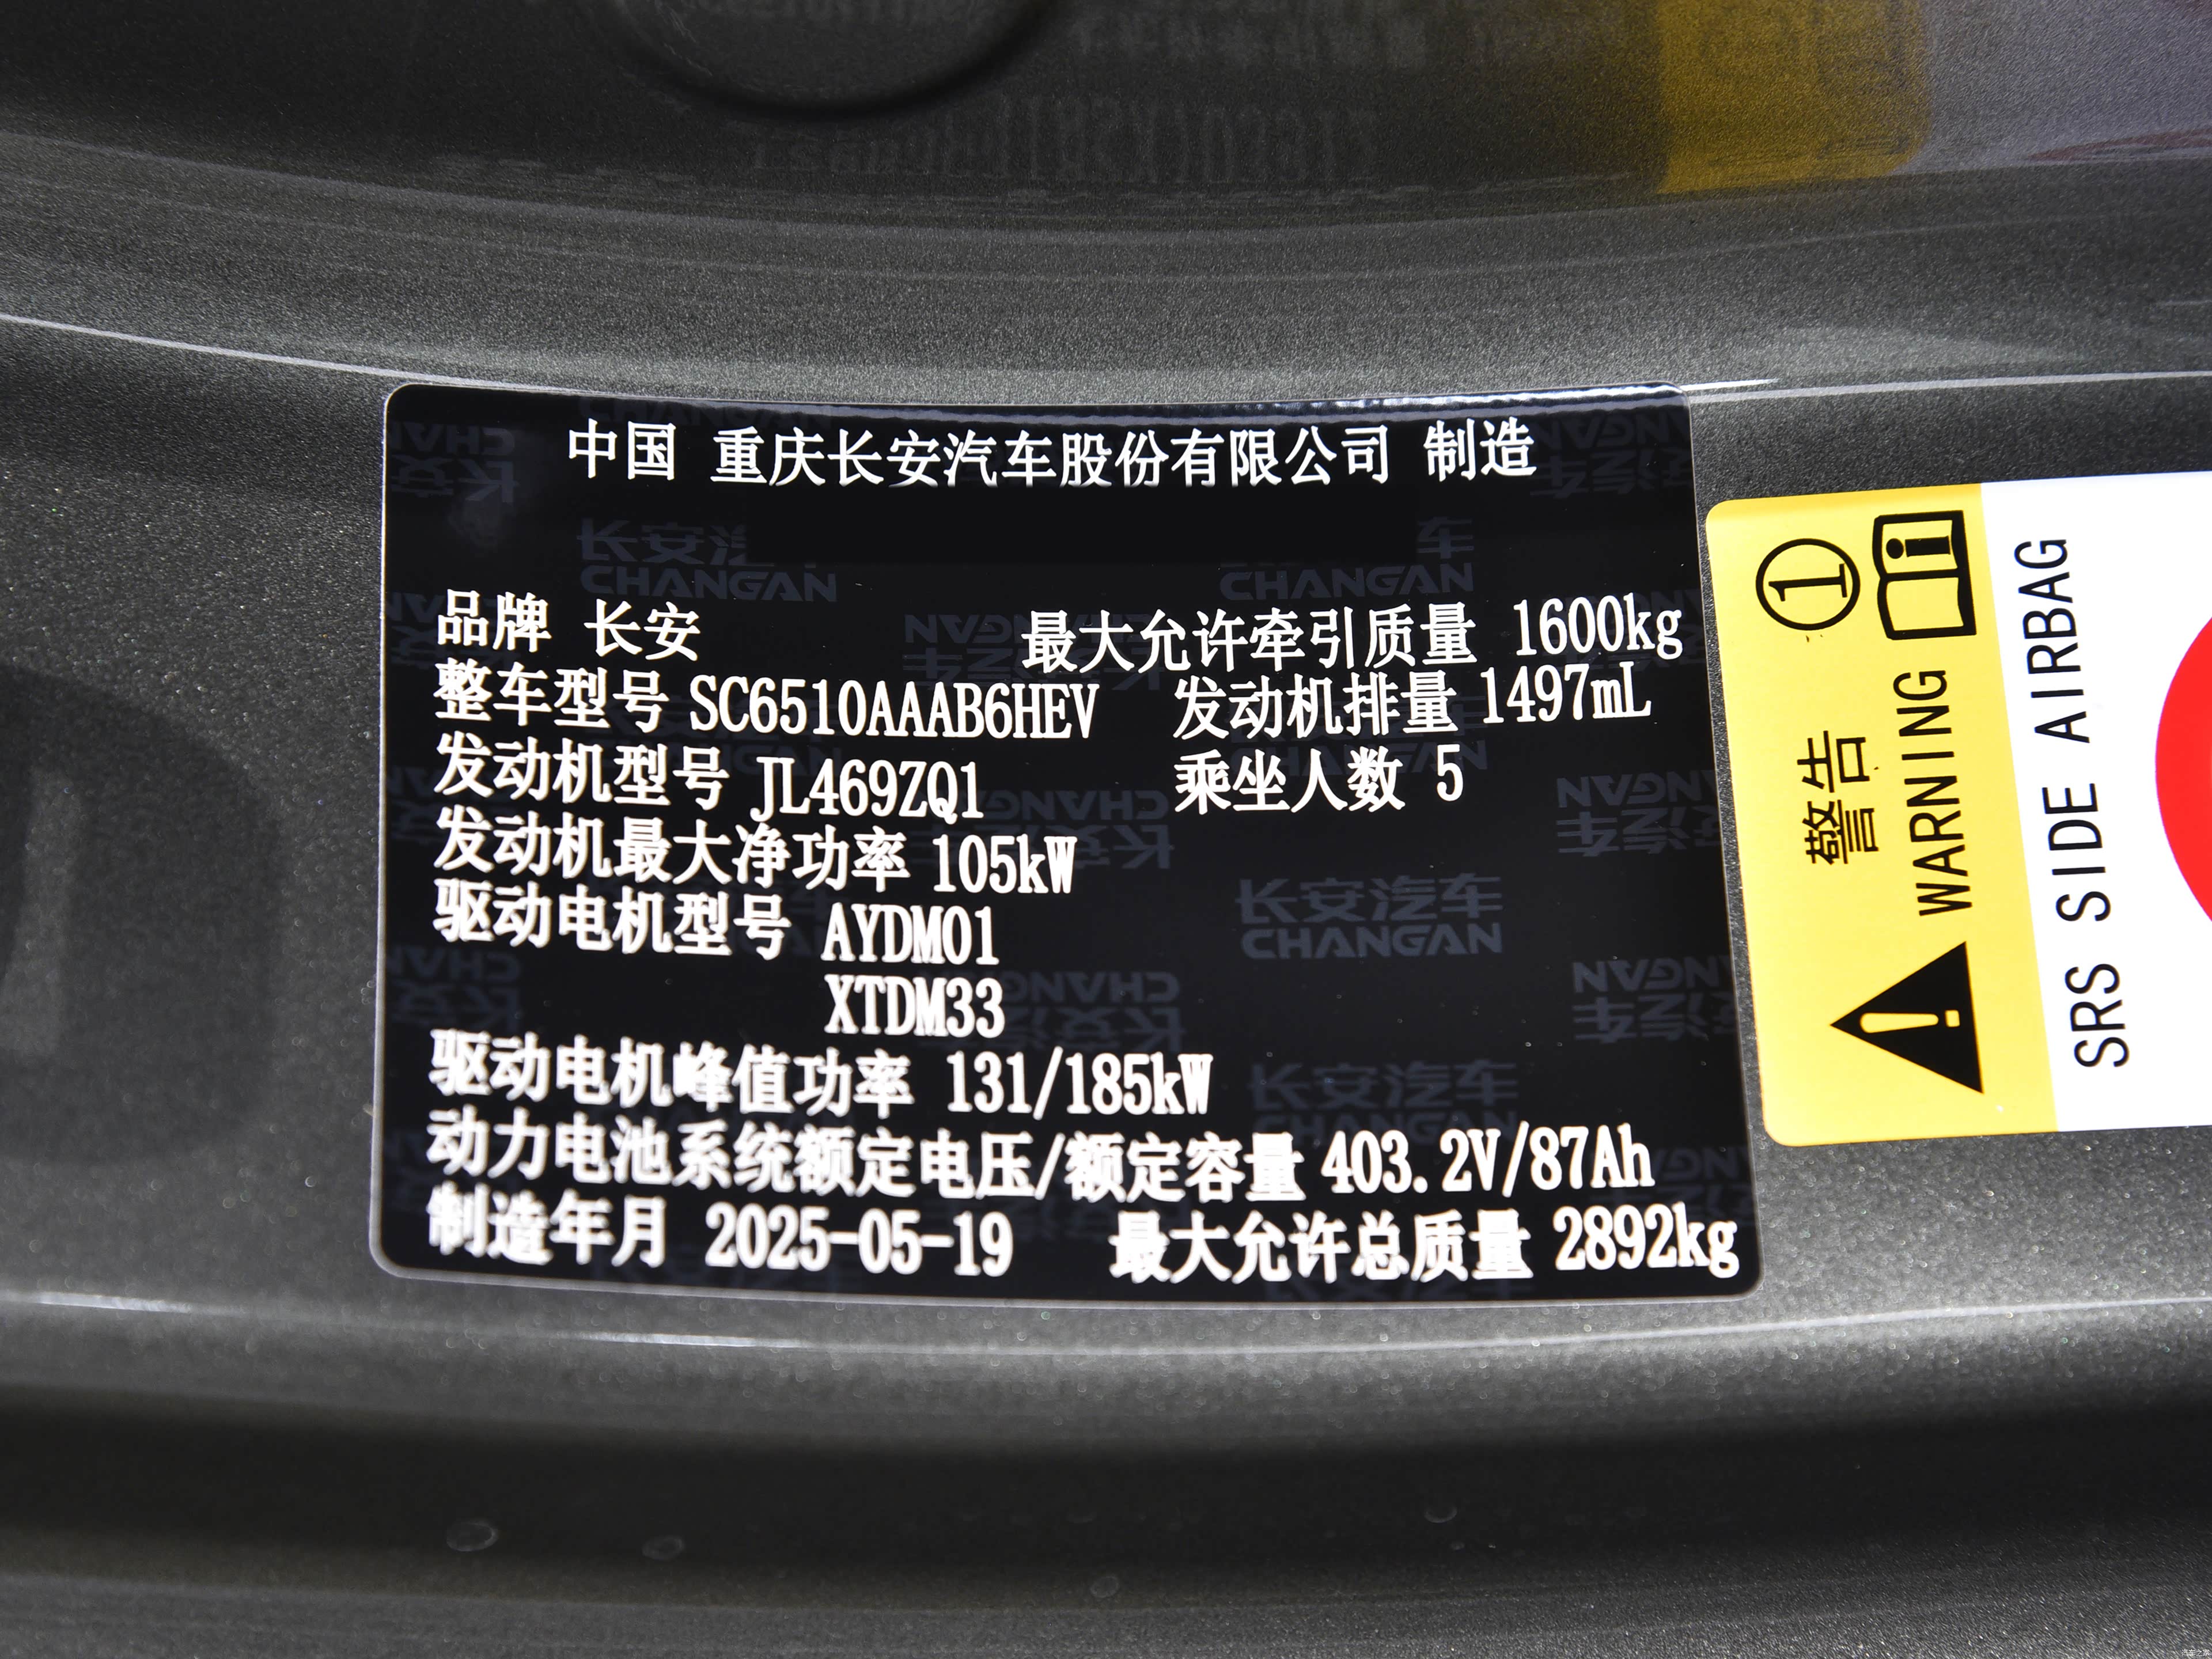 中国 重庆长安汽车股份有限公司 制造
品牌 长安 最大允许牵引质量 1600kg
整车型号 SC6510AAAB6HEV 发动机排量 1497mL
发动机型号 JL469ZQ1 乘坐人数 5
发动机最大净功率 105kW
驱动电机型号 AYDM01
XTDM33
驱动电机峰值功率 131/185kW
动力电池系统额定电压/额定容量 403.2V/87Ah
制造年月 2025-05-19 最大允许总质量 2892kg
长安汽车
CHANGAN
警告
WARNING
SRS SIDE AIRBAG
1